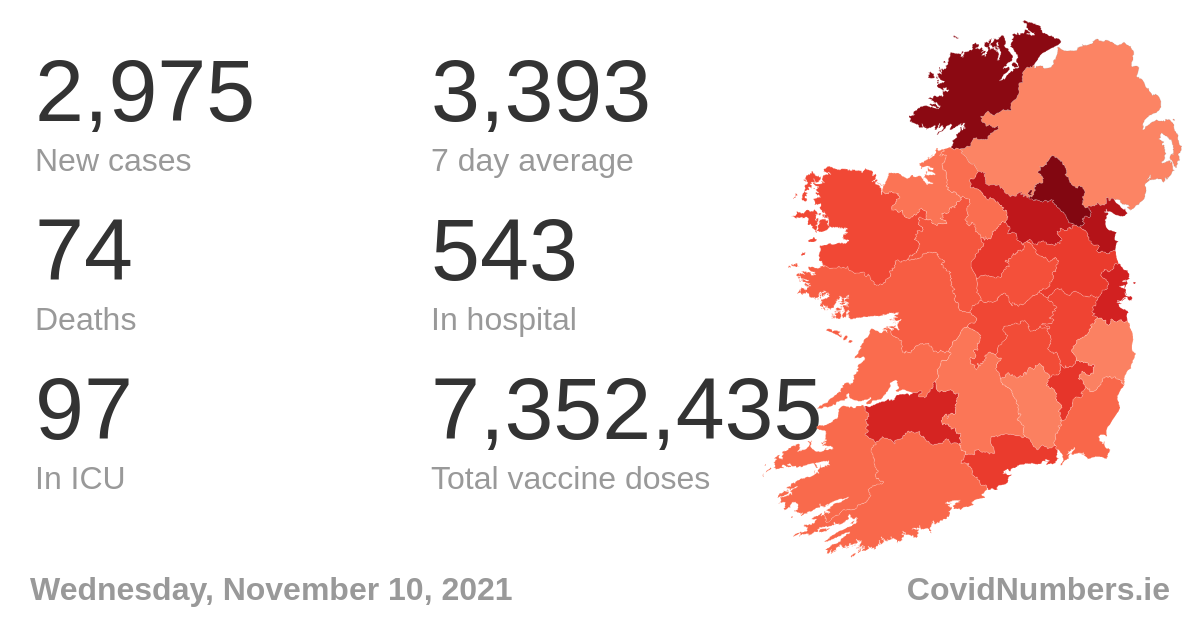 2,975
3,393
New cases
7 day average
74
543
Deaths
In hospital
97
7,352,435
In ICU
Total vaccine doses
Wednesday, November 10, 2021
CovidNumbers.ie